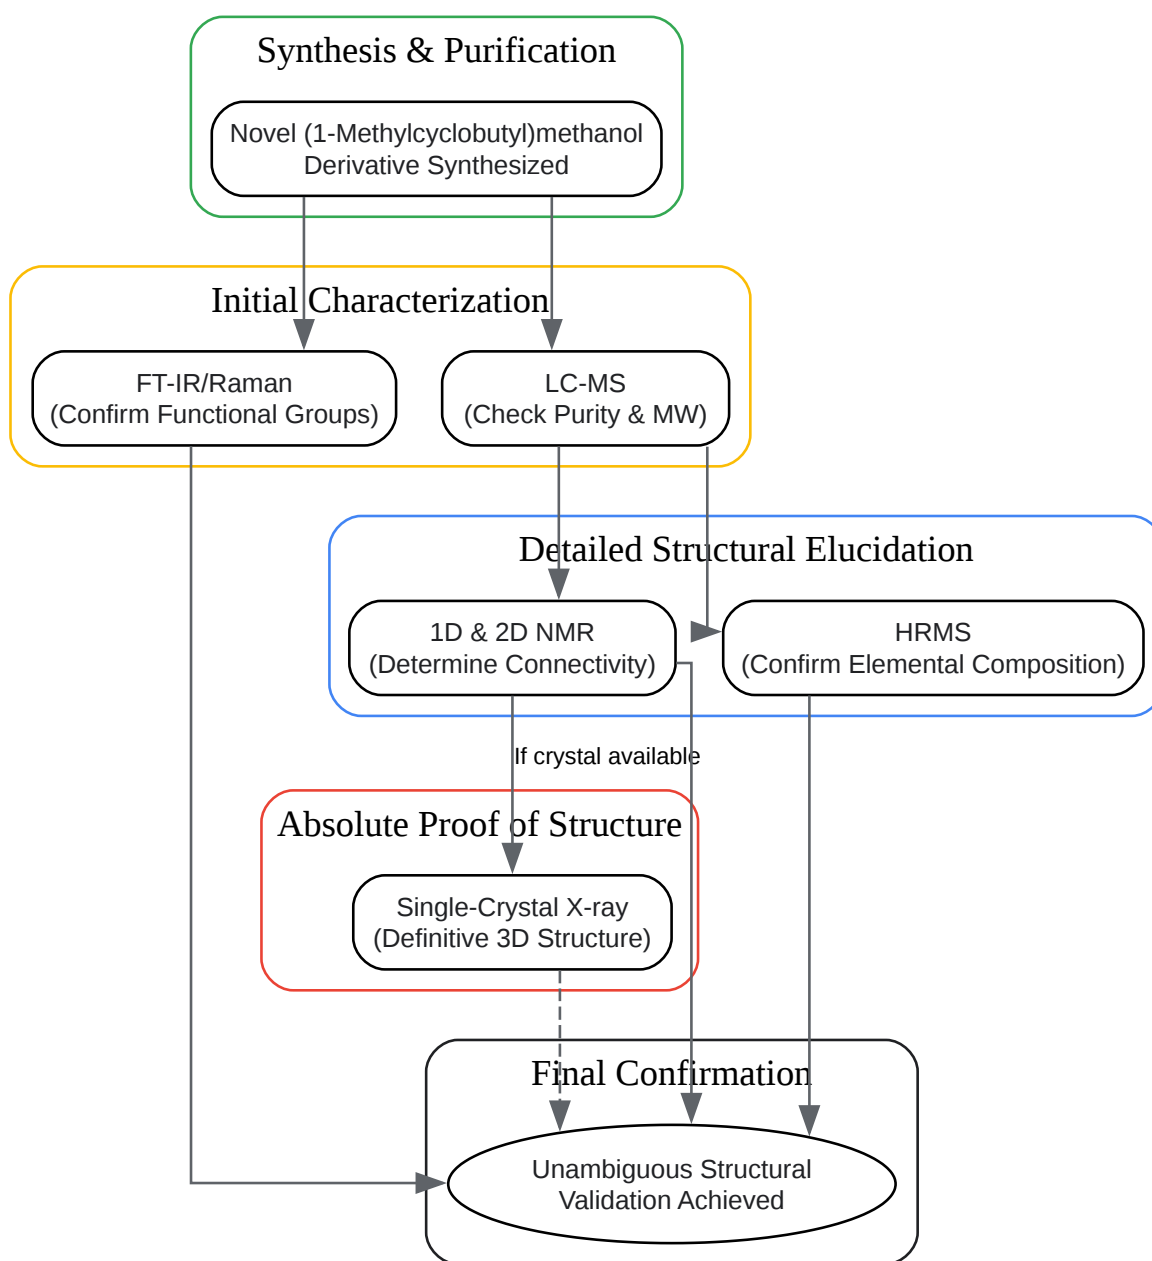 Synthesis & Purification
Novel (1-Methylcyclobutyl)methanol
Derivative Synthesized
Initial Characterization
FT-IR/Raman
(Confirm Functional Groups)
LC-MS
(Check Purity & MW)
Detailed Structural Elucidation
1D & 2D NMR
(Determine Connectivity)
HRMS
(Confirm Elemental Composition)
If crystal available
Absolute Proof of Structure
Single-Crystal X-ray
(Definitive 3D Structure)
Final Confirmation
Unambiguous Structural
Validation Achieved